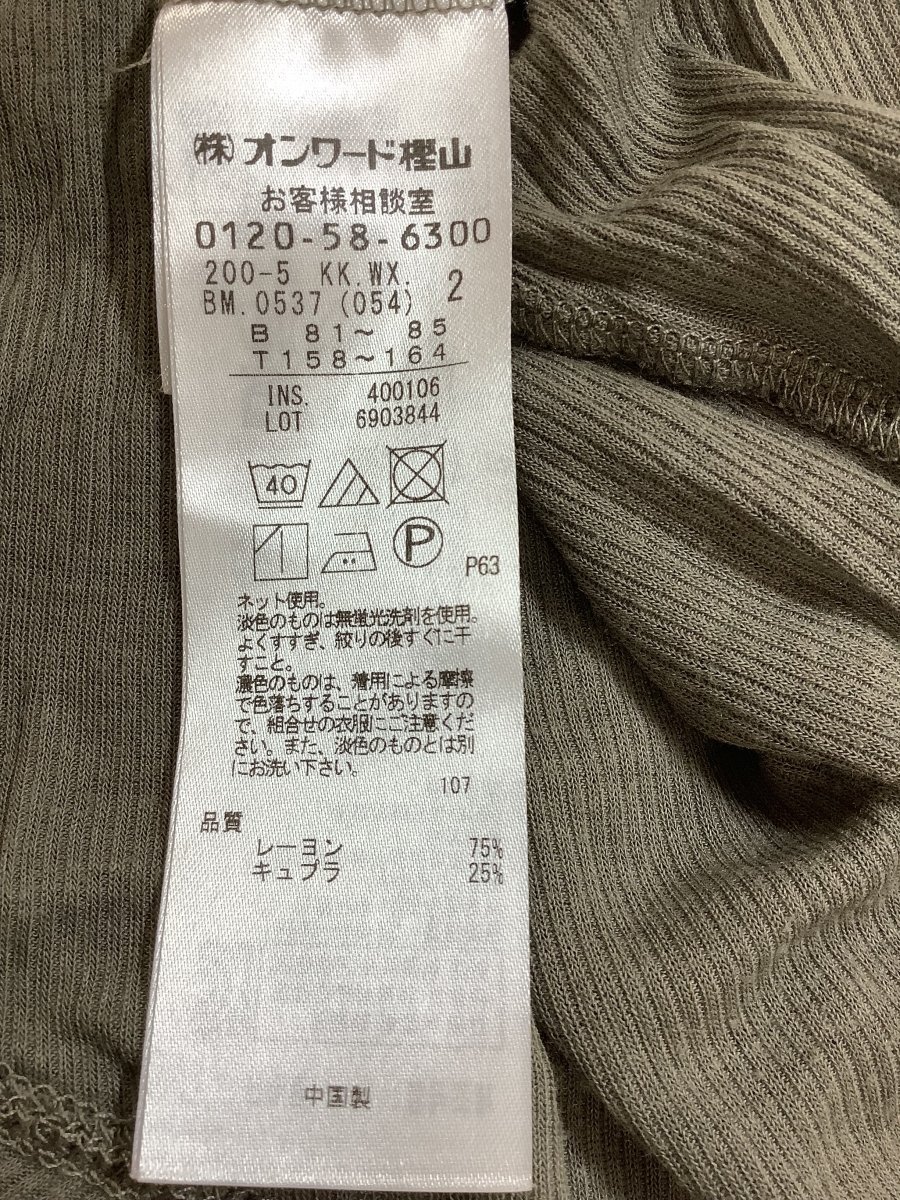 (株)オンワード樫山
お客様相談室
0120-58-6300
200-5 KK.WX. 2
BM.0537 (054)
B 81〜 85
T158〜164
INS. 400106
LOT 6903844
40
P
P63
ネット使用。
淡色のものは無蛍光洗剤を使用。
よくすすぎ、絞りの後すぐに干
すこと。
濃色のものは、着用による摩擦
で色落ちすることがありますの
で、組合せの衣服にご注意くだ
さい。また、淡色のものとは別
にお洗い下さい。
107
品質
レーヨン 75%
キュプラ 25%
中国製